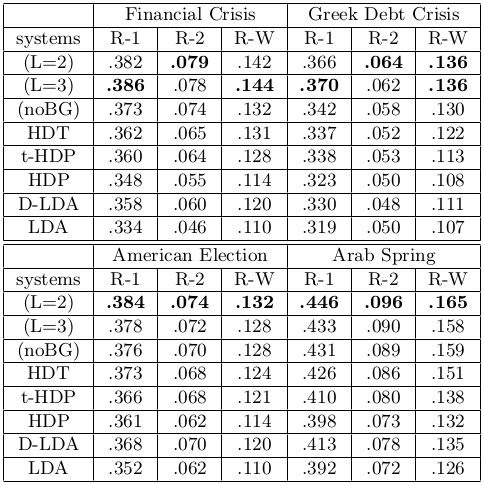 Financial Crisis Greek Debt Crisis
systems R-1 R-2 R-W R-1 R-2 R-W
(L=2) .382 .079 .142 .366 .064 .136
(L=3) .386 .078 .144 .370 .062 .136
(noBG) .373 .074 .132 .342 .058 .130
HDT .362 .065 .131 .337 .052 .122
t-HDP .360 .064 .128 .338 .053 .113
HDP .348 .055 .114 .323 .050 .108
D-LDA .358 .060 .120 .330 .048 .111
LDA .334 .046 .110 .319 .050 .107
American Election Arab Spring
systems R-1 R-2 R-W R-1 R-2 R-W
(L=2) .384 .074 .132 .446 .096 .165
(L=3) .378 .072 .128 .433 .090 .158
(noBG) .376 .070 .128 .431 .089 .159
HDT .373 .068 .124 .426 .086 .151
t-HDP .366 .068 .121 .410 .080 .138
HDP .361 .062 .114 .398 .073 .132
D-LDA .368 .070 .120 .413 .078 .135
LDA .352 .062 .110 .392 .072 .126